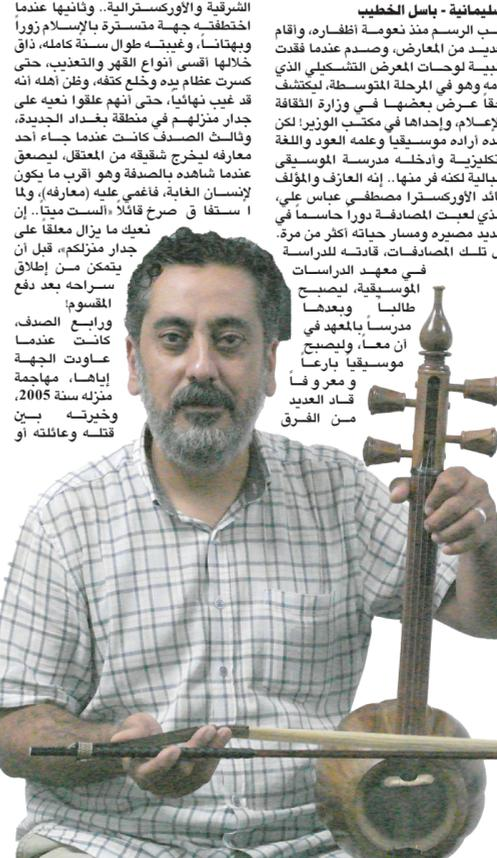 باسل الخطيب -
الرسم منذ نعومة أظفاره، وأقام
من المعارض، وصدم عندما فقدت
لوحات المعرض التشكيلي الذي
وهو في المرحلة المتوسطة، ليكتشف
عرض بعضها في وزارة الثقافة
وإحداها في مكتب الوزير! لكن
أراده موسيقياً وعلمه العود واللغة
وأدخله مدرسة الموسيقى
لكنه فر منها.. إنه العازف والمؤلف
الأوركسترا مصطفى عباس علي،
لعبت المصادفة دوراً حاسماً في
مصيره ومسار حياته أكثر من مرة.
تلك المصادفات، قادته للدراسة
في معهد الدراسات
الموسيقية، ليصبح
طالباً وبعدها
مدرساً بالمعهد في
آن معاً، وليصبح
موسيقياً بارعاً
ومعروفاً
قاد العديد
من الفرق
الشرقية والأوركسترالية.. وثانيها عندما
اختطفته جهة متسترة بالإسلام زوراً
وبهتاناً، وغيبته طوال سنة كاملة، ذاق
خلالها أقسى أنواع القهر والتعذيب، حتى
كسرت عظام يده وخلع كتفه، وظن أهله أنه
قد غيب نهائياً، حتى أنهم علقوا نعيه على
جدار منزلهم في منطقة بغداد الجديدة،
وثالث الصدف كانت عندما جاء أحد
معارفه ليخرج شقيقه من المعتقل، ليصعق
عندما شاهده بالصدفة وهو أقرب ما يكون
لإنسان الغابة، فأغمي عليه (معارفه)، ولما
استفاق صرخ قائلاً «ألست ميتاً.. إن
نعيك ما يزال معلقاً على
جدار منزلكم»، قبل أن
يتمكن من إطلاق
سراحه بعد دفع
المقسوم!
ورابع الصدف،
كانت عندما
عاودت الجهة
إياها، مهاجمة
منزله سنة 2005،
وخيرته بين
قتله وعائلته أو